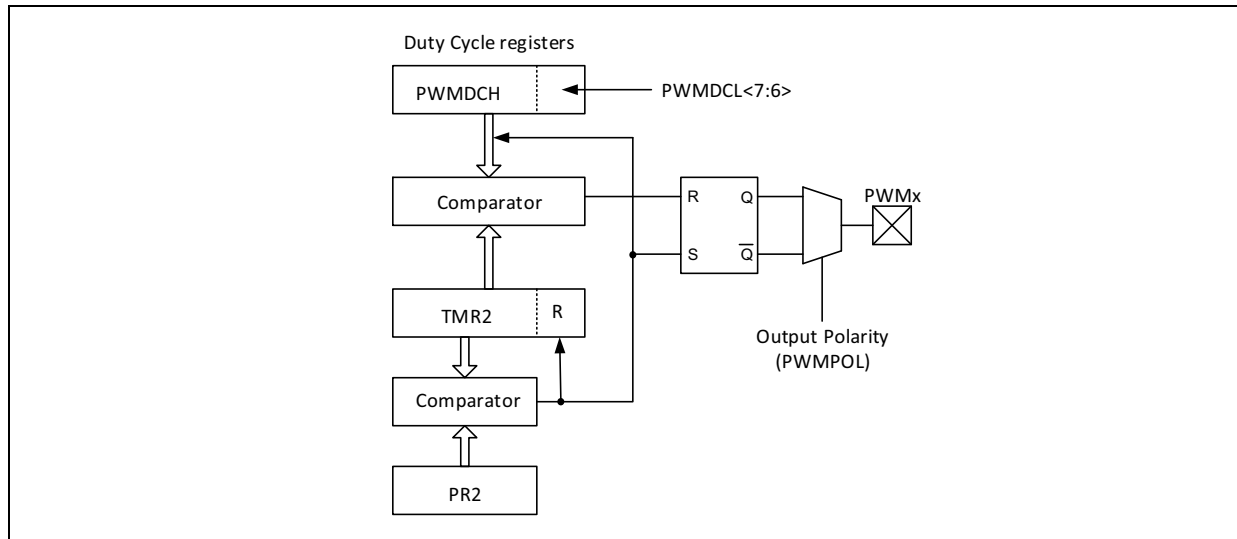 Duty Cycle registers
PWMDCH
PWMDCL<7:6>
Comparator
R Q
PWMx
S Q̅
TMR2 R
Output Polarity
(PWMPOL)
Comparator
PR2